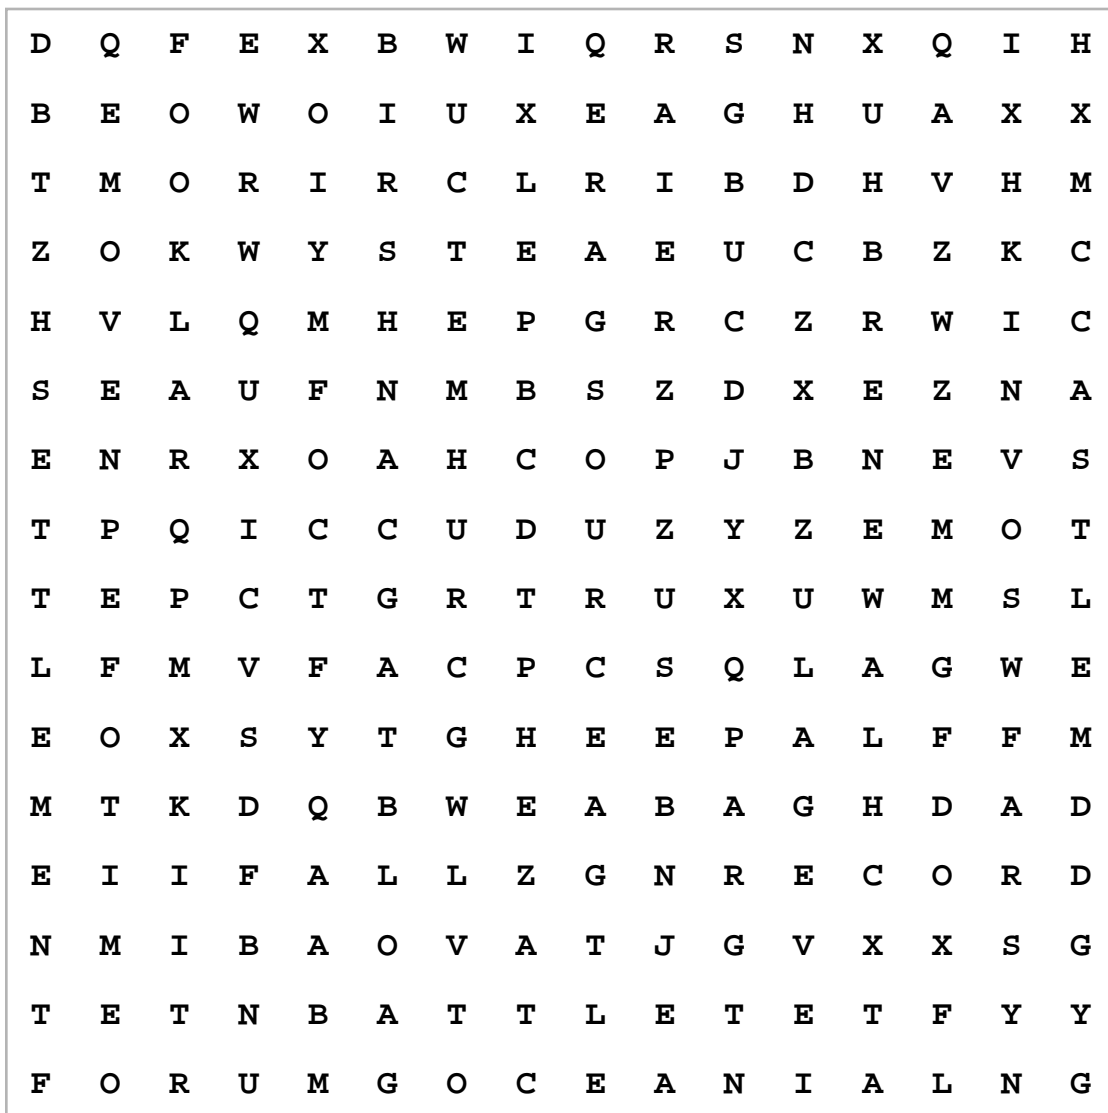 D Q F E X B W I Q R S N X Q I H
B E O W O I U X E A G H U A X X
T M O R I R C L R I B D H V H M
Z O K W Y S T E A E U C B Z K C
H V L Q M H E P G R C Z R W I C
S E A U F N M B S Z D X E Z N A
E N R X O A H C O P J B N E V S
T P Q I C C U D U Z Y Z E M O T
T E P C T G R T R U X U W M S L
L F M V F A C P C S Q L A G W E
E O X S Y T G H E E P A L F F M
M T K D Q B W E A B A G H D A D
E I I F A L L Z G N R E C O R D
N M I B A O V A T J G V X X S G
T E T N B A T T L E T E T F Y Y
F O R U M G O C E A N I A L N G